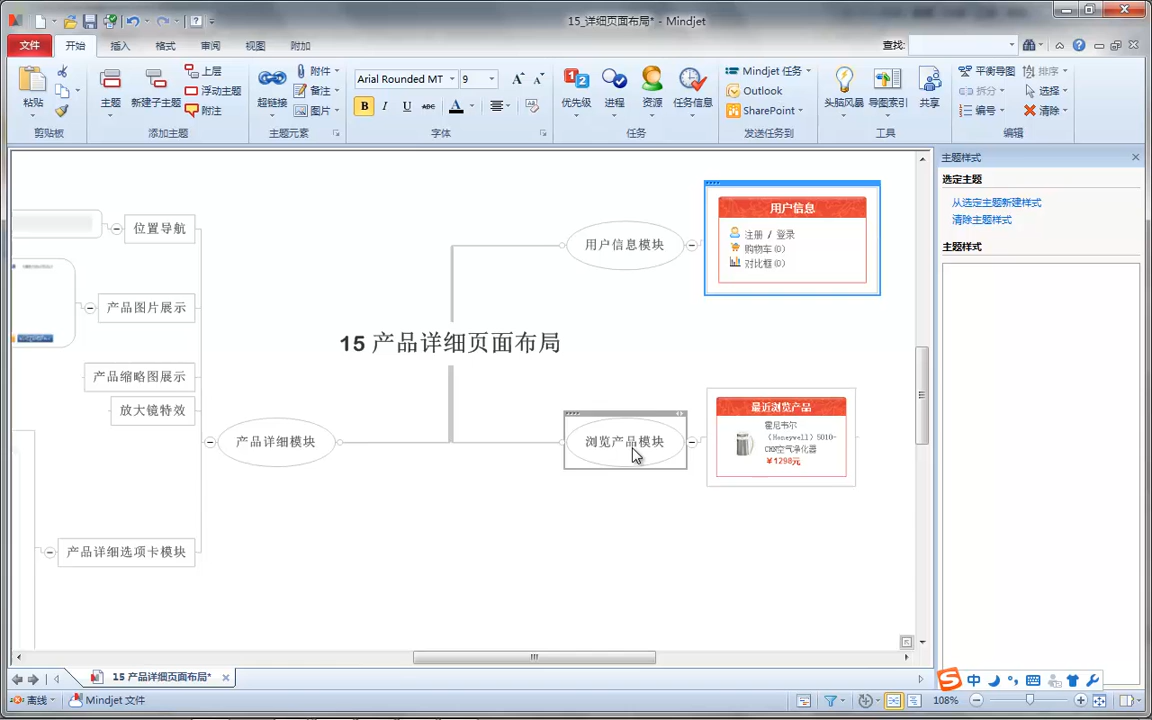 15_详细页面布局* - Mindjet
文件 开始 插入 格式 审阅 视图 附加 查找:
粘贴
剪贴板
主题 新建子主题 上层 浮动主题 附注
添加主题
超链接 附件 备注 图片
主题元素
Arial Rounded MT 9
B I U ABC A
字体
优先级 进程 资源 任务信息
任务
Mindjet 任务
Outlook
SharePoint
发送任务到
头脑风暴 导图索引 共享
工具
平衡导图 排序
拆分 选择
编号 清除
编辑
主题样式
选定主题
从选定主题新建样式
清除主题样式
主题样式
位置导航
产品图片展示
产品缩略图展示
放大镜特效
产品详细模块
产品详细选项卡模块
15 产品详细页面布局
用户信息模块
用户信息
注册 / 登录
购物车(0)
对比框(0)
浏览产品模块
最近浏览产品
霍尼韦尔
（Honeywell）S010-
CRM空气净化器
￥1298元
15 产品详细页面布局*
中
离线 Mindjet 文件 108%